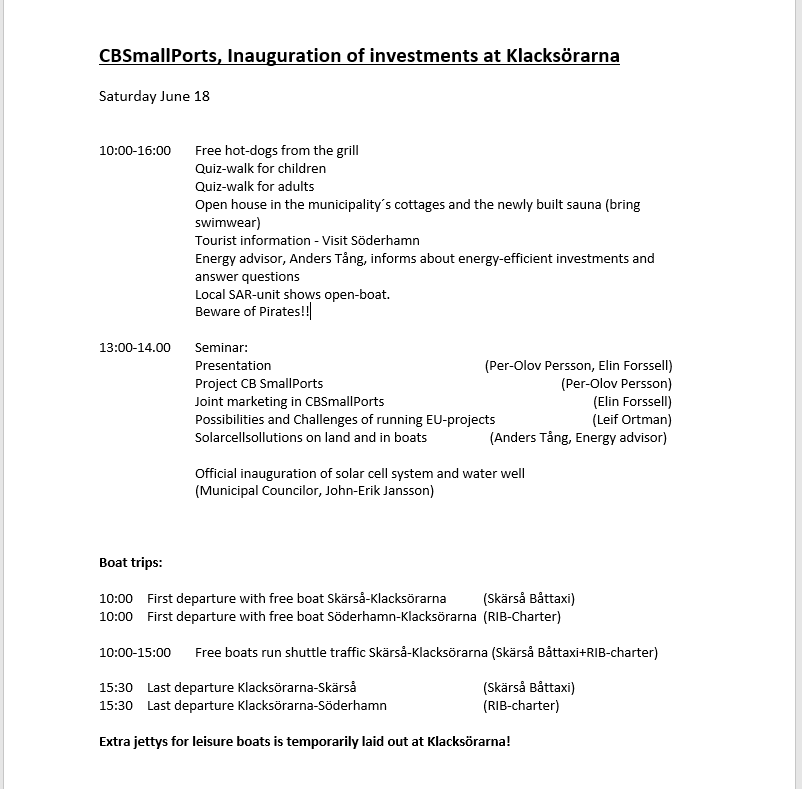 CBSmallPorts, Inauguration of investments at Klacksörarna
Saturday June 18
10:00-16:00 Free hot-dogs from the grill
Quiz-walk for children
Quiz-walk for adults
Open house in the municipality´s cottages and the newly built sauna (bring
swimwear)
Tourist information - Visit Söderhamn
Energy advisor, Anders Tång, informs about energy-efficient investments and
answer questions
Local SAR-unit shows open-boat.
Beware of Pirates!!
13:00-14.00 Seminar:
Presentation (Per-Olov Persson, Elin Forssell)
Project CB SmallPorts (Per-Olov Persson)
Joint marketing in CBSmallPorts (Elin Forssell)
Possibilities and Challenges of running EU-projects (Leif Ortman)
Solarcellsollutions on land and in boats (Anders Tång, Energy advisor)
Official inauguration of solar cell system and water well
(Municipal Councilor, John-Erik Jansson)
Boat trips:
10:00 First departure with free boat Skärså-Klacksörarna (Skärså Båttaxi)
10:00 First departure with free boat Söderhamn-Klacksörarna (RIB-Charter)
10:00-15:00 Free boats run shuttle traffic Skärså-Klacksörarna (Skärså Båttaxi+RIB-charter)
15:30 Last departure Klacksörarna-Skärså (Skärså Båttaxi)
15:30 Last departure Klacksörarna-Söderhamn (RIB-charter)
Extra jettys for leisure boats is temporarily laid out at Klacksörarna!